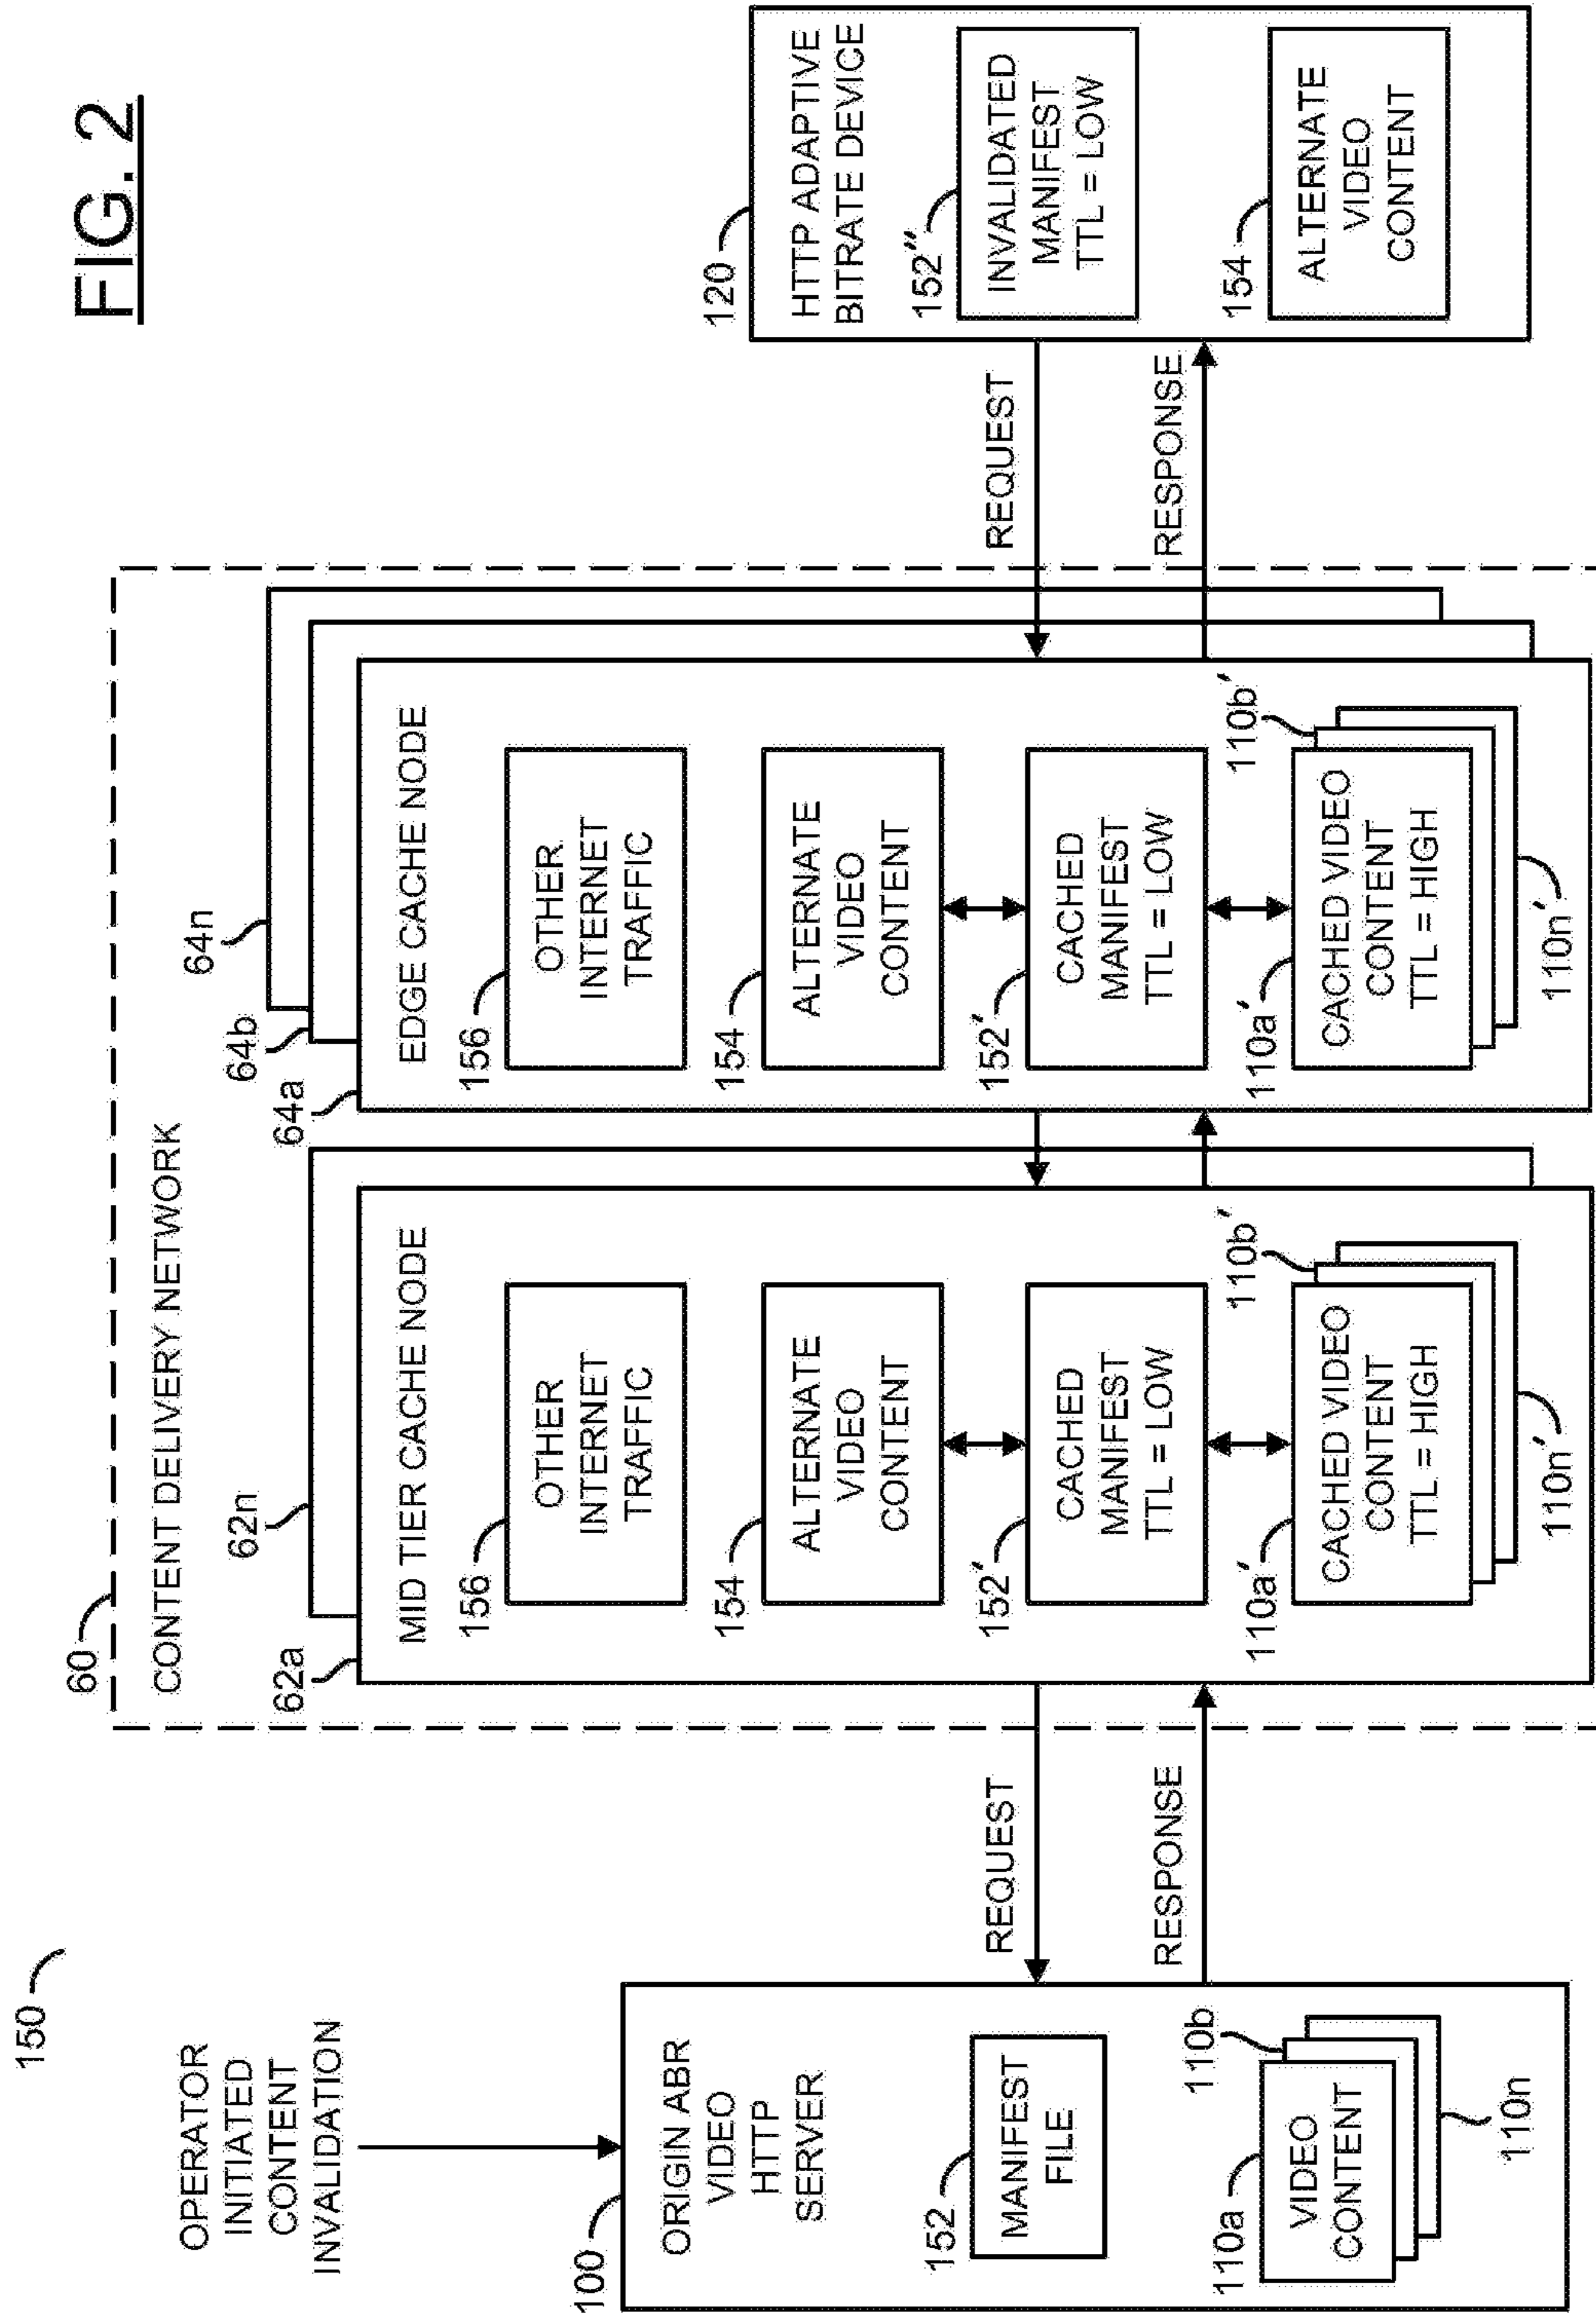 FIG. 2
150
OPERATOR
INITIATED
CONTENT
INVALIDATION
100
ORIGIN ABR
VIDEO
HTTP
SERVER
152
MANIFEST
FILE
110a
110b
VIDEO
CONTENT
110n
REQUEST
RESPONSE
60
CONTENT DELIVERY NETWORK
62a
62n
MID TIER CACHE NODE
156
OTHER
INTERNET
TRAFFIC
154
ALTERNATE
VIDEO
CONTENT
152'
CACHED
MANIFEST
TTL = LOW
110a'
110b'
CACHED VIDEO
CONTENT
TTL = HIGH
110n'
64a
64b
64n
EDGE CACHE NODE
156
OTHER
INTERNET
TRAFFIC
154
ALTERNATE
VIDEO
CONTENT
152'
CACHED
MANIFEST
TTL = LOW
110a'
110b'
CACHED VIDEO
CONTENT
TTL = HIGH
110n'
REQUEST
RESPONSE
120
HTTP ADAPTIVE
BITRATE DEVICE
152''
INVALIDATED
MANIFEST
TTL = LOW
154
ALTERNATE
VIDEO
CONTENT